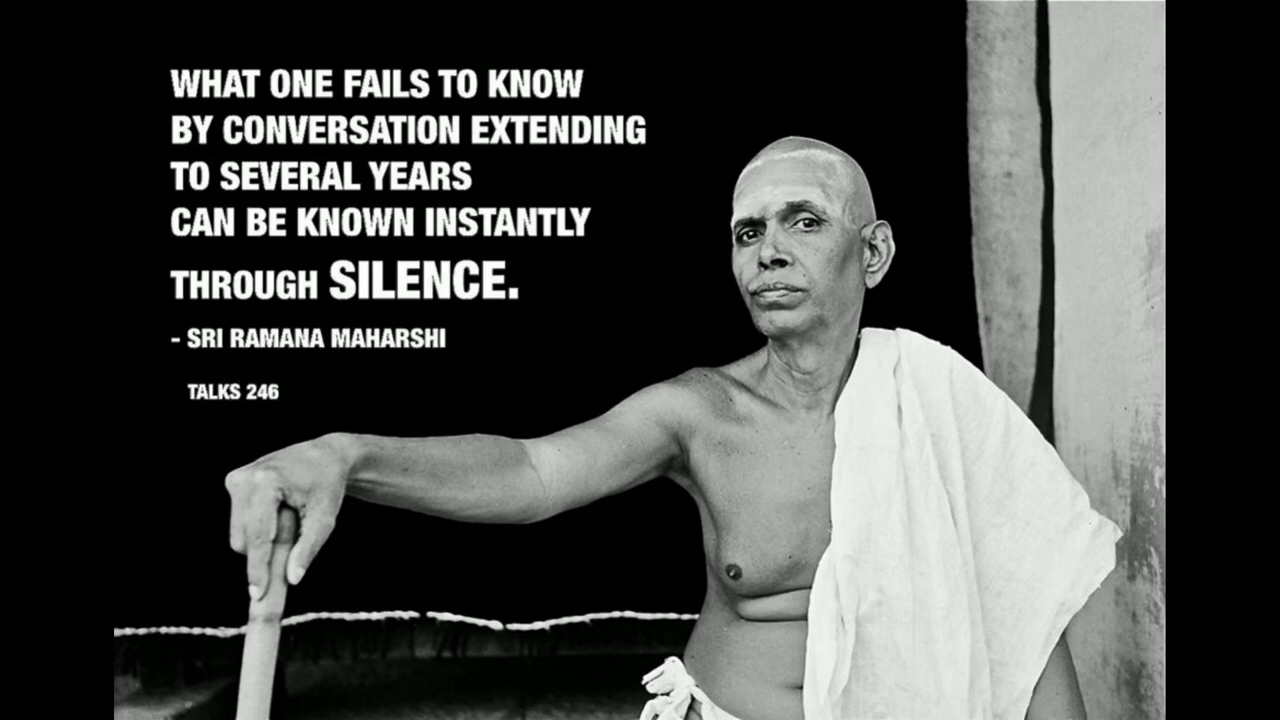 WHAT ONE FAILS TO KNOW
BY CONVERSATION EXTENDING
TO SEVERAL YEARS
CAN BE KNOWN INSTANTLY
THROUGH SILENCE.
- SRI RAMANA MAHARSHI
TALKS 246